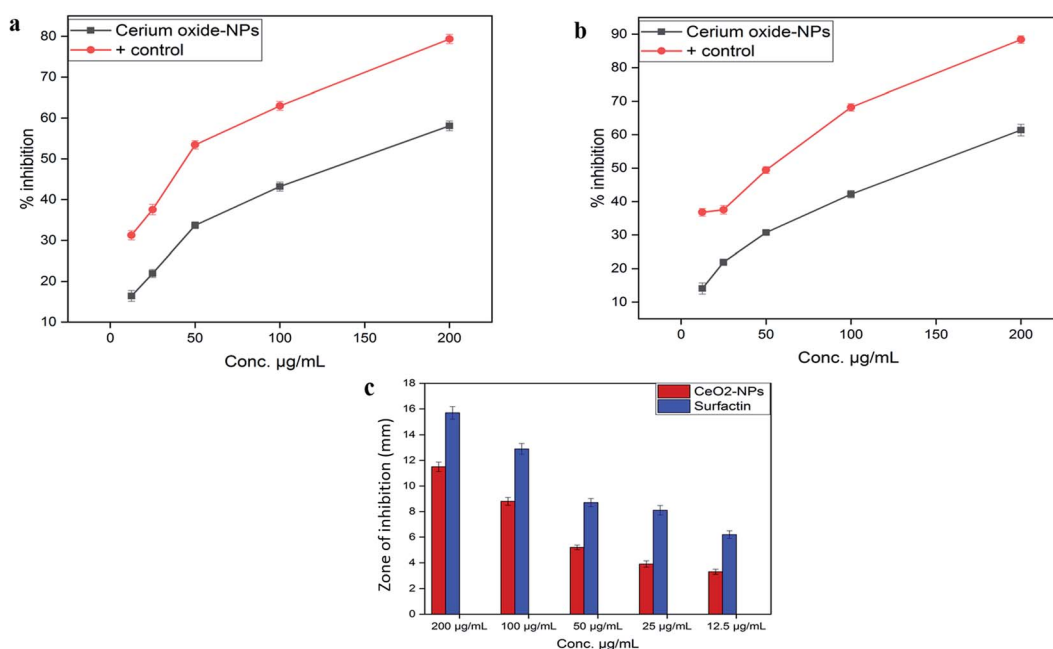 a
Cerium oxide-NPs
+ control
80
70
60
50
40
30
20
10
% inhibition
0
50
100
150
200
Conc. µg/mL
b
Cerium oxide-NPs
+ control
90
80
70
60
50
40
30
20
10
% inhibition
0
50
100
150
200
Conc. µg/mL
c
CeO2-NPs
Surfactin
18
16
14
12
10
8
6
4
2
0
Zone of inhibition (mm)
200 µg/mL
100 µg/mL
50 µg/mL
25 µg/mL
12.5 µg/mL
Conc. µg/mL